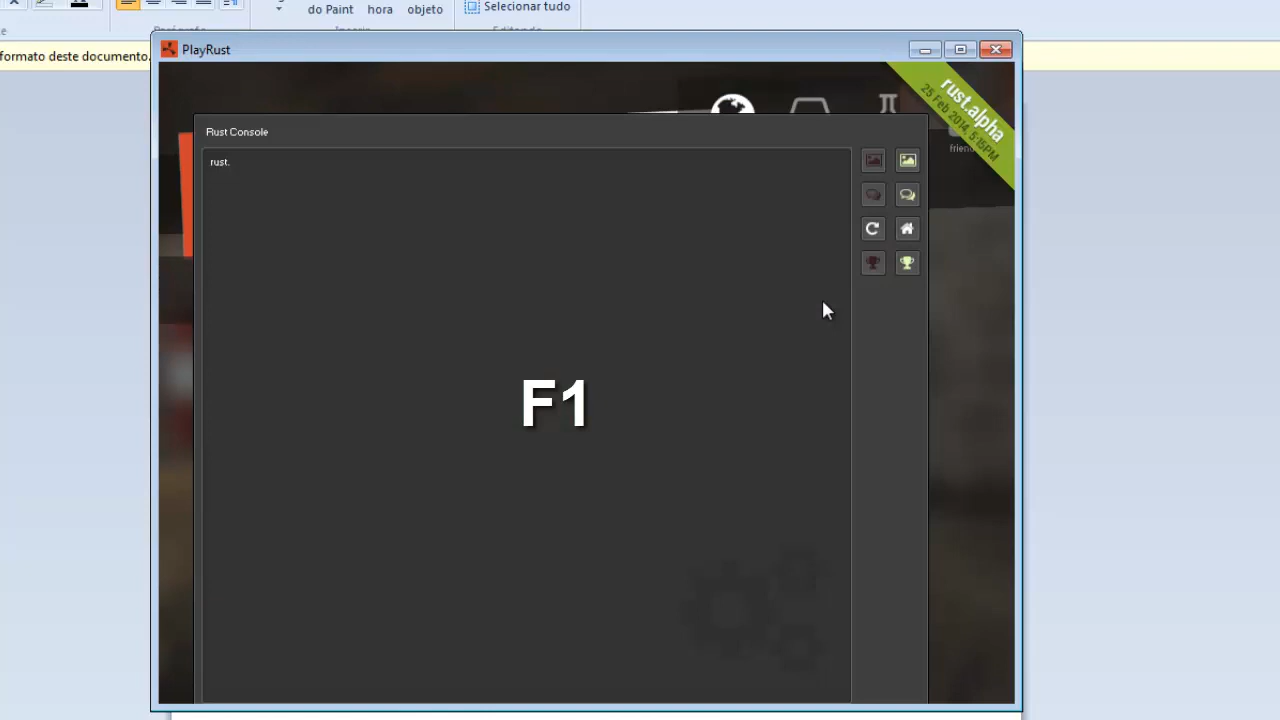 do Paint hora objeto
Selecionar tudo
formato deste documento.
PlayRust
rust.alpha
25 Feb 2014, 5:15PM
Rust Console
rust.
F1